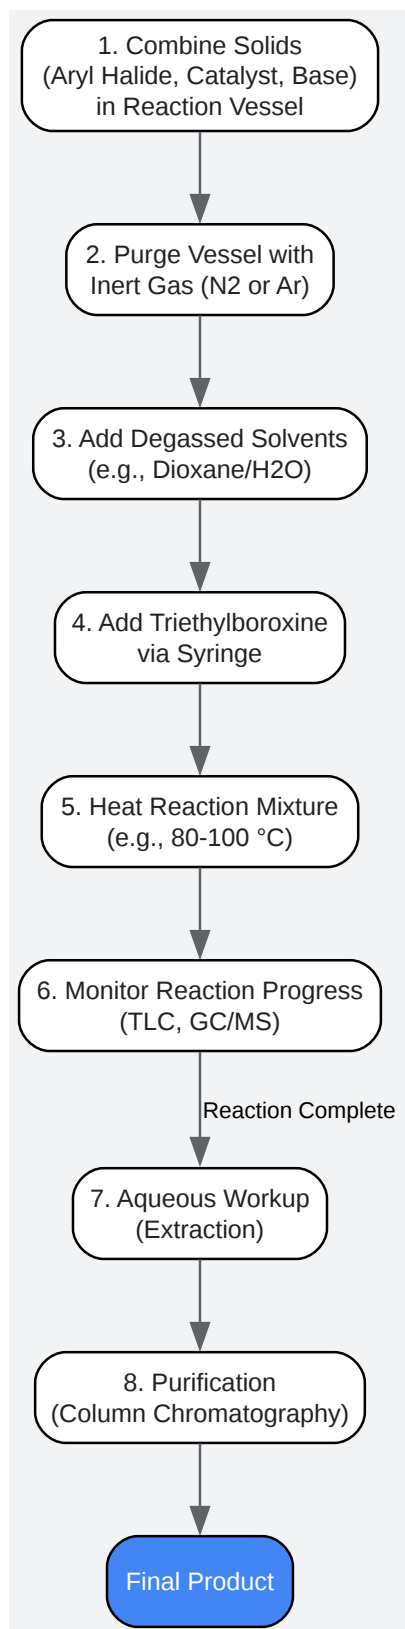 1. Combine Solids
(Aryl Halide, Catalyst, Base)
in Reaction Vessel
2. Purge Vessel with
Inert Gas (N2 or Ar)
3. Add Degassed Solvents
(e.g., Dioxane/H2O)
4. Add Triethylboroxine
via Syringe
5. Heat Reaction Mixture
(e.g., 80-100 °C)
6. Monitor Reaction Progress
(TLC, GC/MS)
Reaction Complete
7. Aqueous Workup
(Extraction)
8. Purification
(Column Chromatography)
Final Product